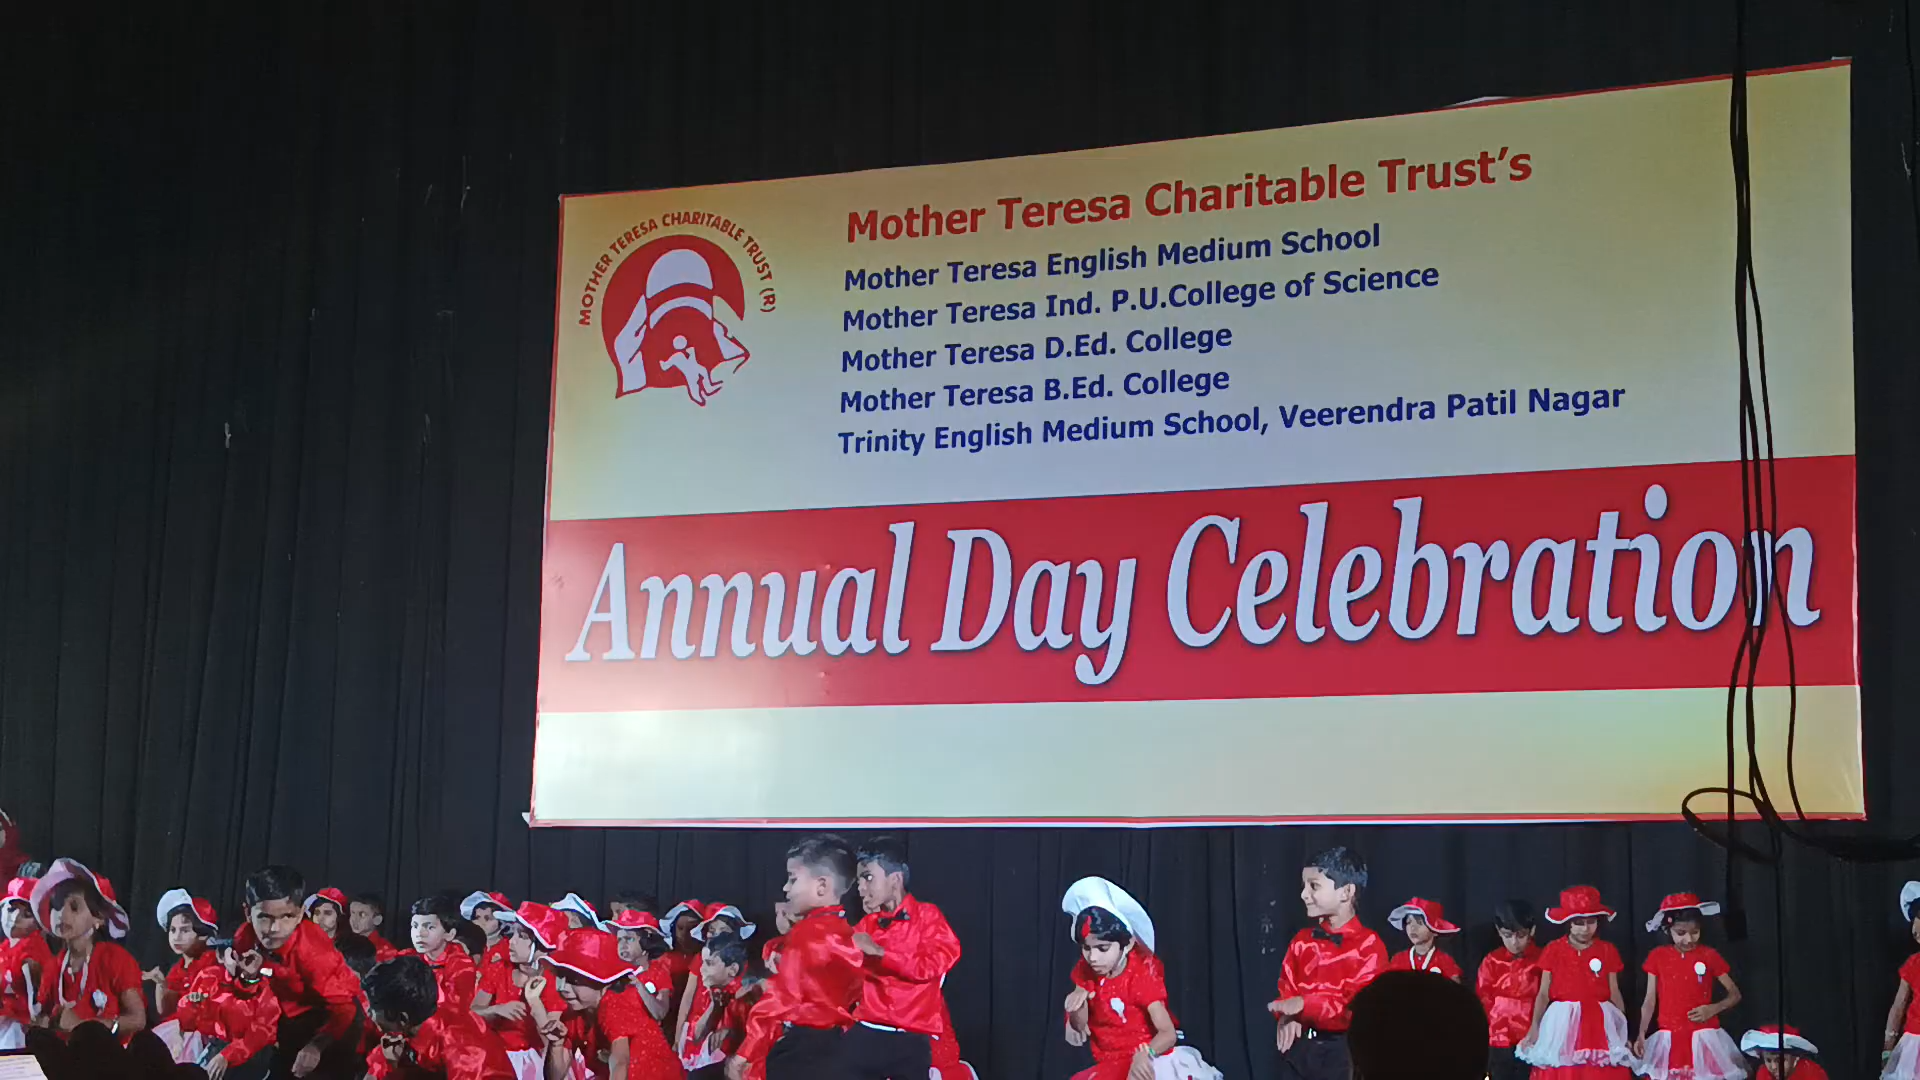 MOTHER TERESA CHARITABLE TRUST (R)
Mother Teresa Charitable Trust's
Mother Teresa English Medium School
Mother Teresa Ind. P.U.College of Science
Mother Teresa D.Ed. College
Mother Teresa B.Ed. College
Trinity English Medium School, Veerendra Patil Nagar
Annual Day Celebration